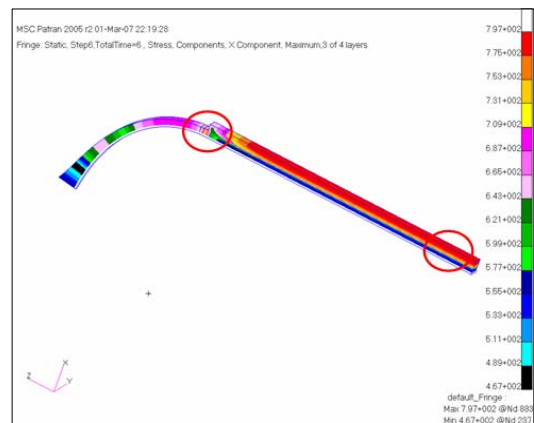 MSC.Patran 2005 r2 01-Mar-07 22:19:28
Fringe: Static, Step6,TotalTime=6., Stress, Components, X Component, Maximum,3 of 4 layers
7.97+002
7.75+002
7.53+002
7.31+002
7.09+002
6.87+002
6.65+002
6.43+002
6.21+002
5.99+002
5.77+002
5.55+002
5.33+002
5.11+002
4.89+002
4.67+002
X
Z
Y
default_Fringe :
Max 7.97+002 @Nd 883
Min 4.67+002 @Nd 237